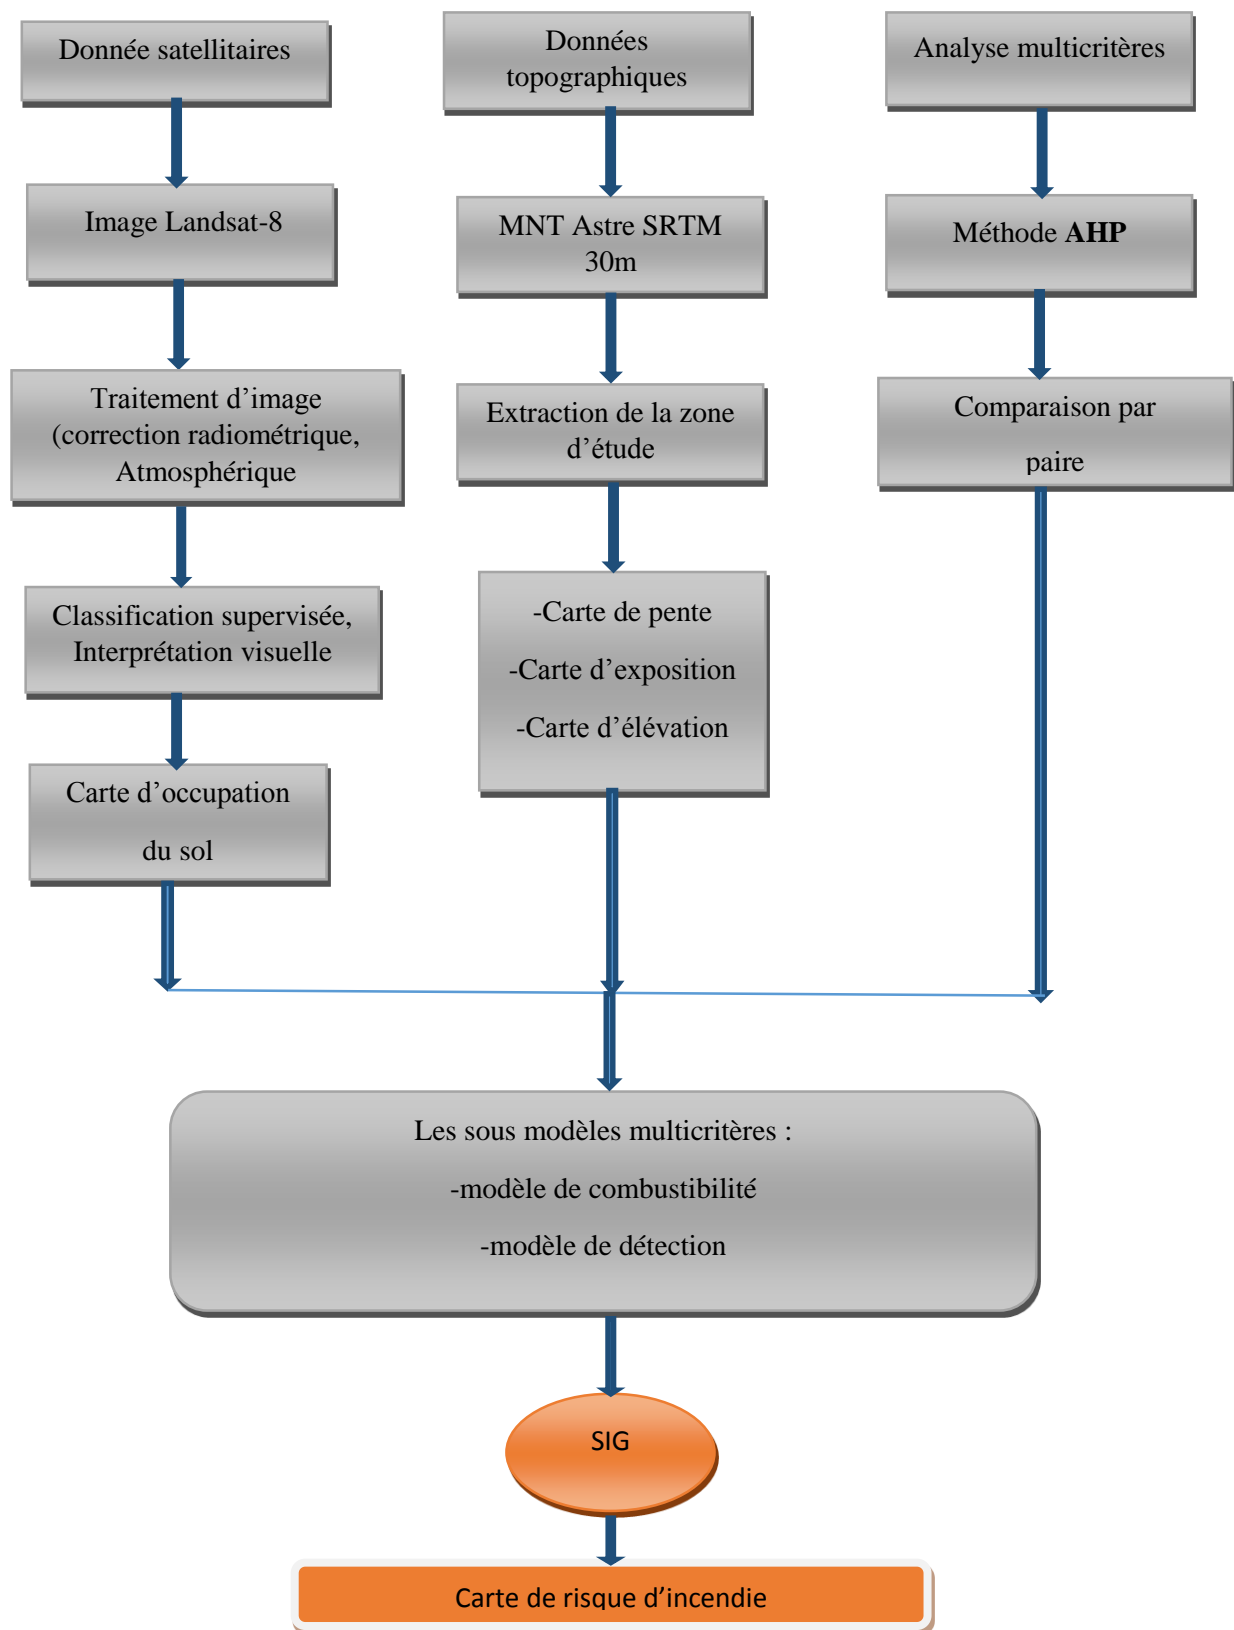 Donnée satellitaires
Données
topographiques
Analyse multicritères
Image Landsat-8
MNT Astre SRTM
30m
Méthode AHP
Traitement d’image
(correction radiométrique,
Atmosphérique
Extraction de la zone
d’étude
Comparaison par
paire
Classification supervisée,
Interprétation visuelle
-Carte de pente
-Carte d’exposition
-Carte d’élévation
Carte d’occupation
du sol
Les sous modèles multicritères :
-modèle de combustibilité
-modèle de détection
SIG
Carte de risque d’incendie